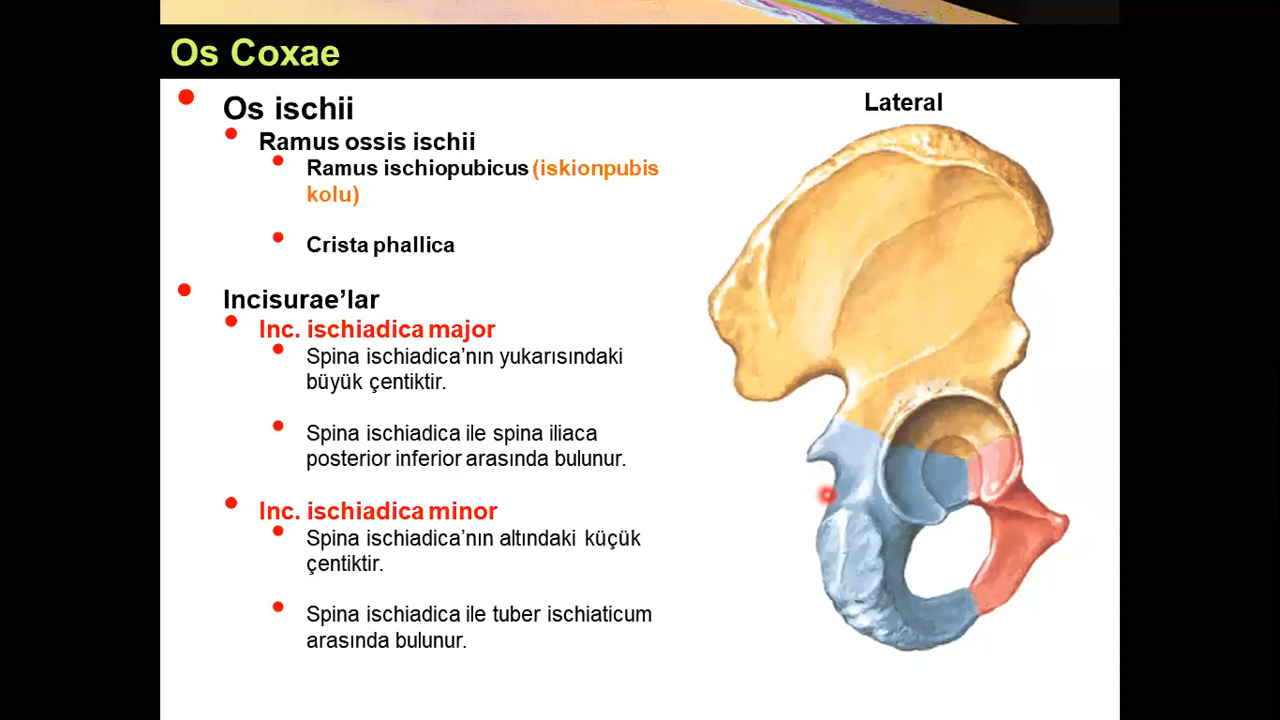 Os Coxae
Os ischii
Lateral
Ramus ossis ischii
Ramus ischiopubicus (iskionpubis
kolu)
Crista phallica
Incisurae’lar
Inc. ischiadica major
Spina ischiadica’nın yukarısındaki
büyük çentiktir.
Spina ischiadica ile spina iliaca
posterior inferior arasında bulunur.
Inc. ischiadica minor
Spina ischiadica’nın altındaki küçük
çentiktir.
Spina ischiadica ile tuber ischiaticum
arasında bulunur.